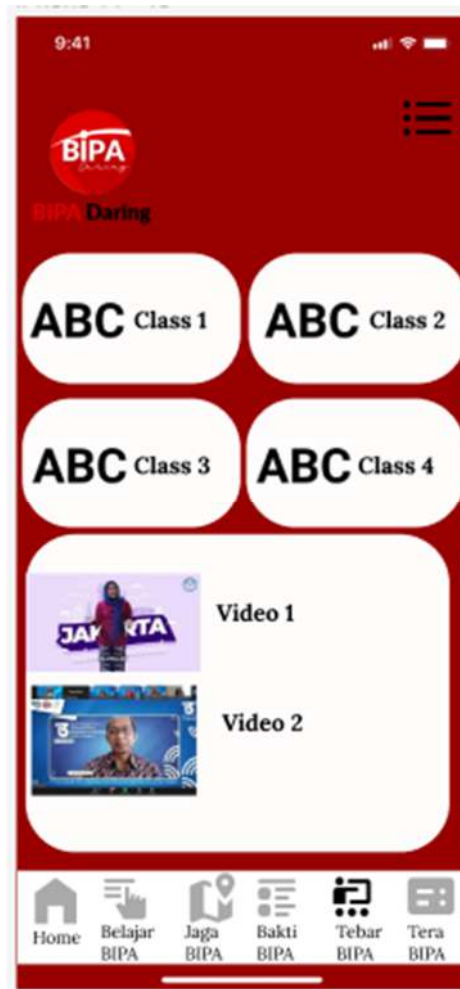 9:41
BIPA
Daring
BIPA Daring
ABC Class 1
ABC Class 2
ABC Class 3
ABC Class 4
JAKARTA
Video 1
Video 2
Home
Belajar
BIPA
Jaga
BIPA
Bakti
BIPA
Tebar
BIPA
Tera
BIPA